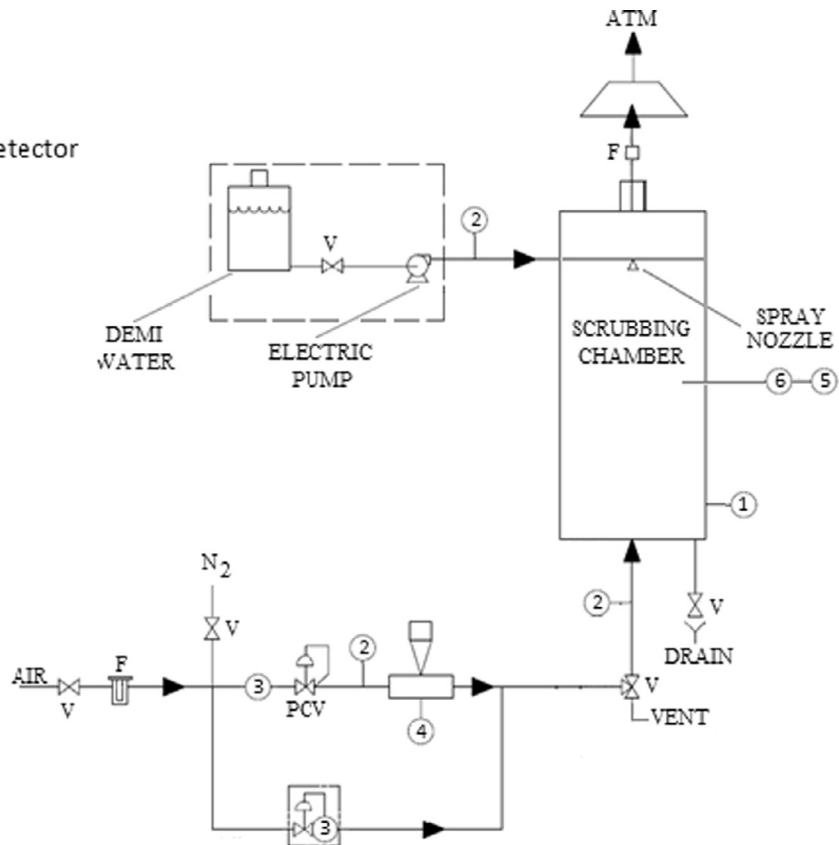 ATM
etector
F
2
V
DEMI
WATER
ELECTRIC
PUMP
SCRUBBING
CHAMBER
SPRAY
NOZZLE
6
5
1
N2
V
2
V
DRAIN
AIR
V
F
3
PCV
2
4
V
VENT
3